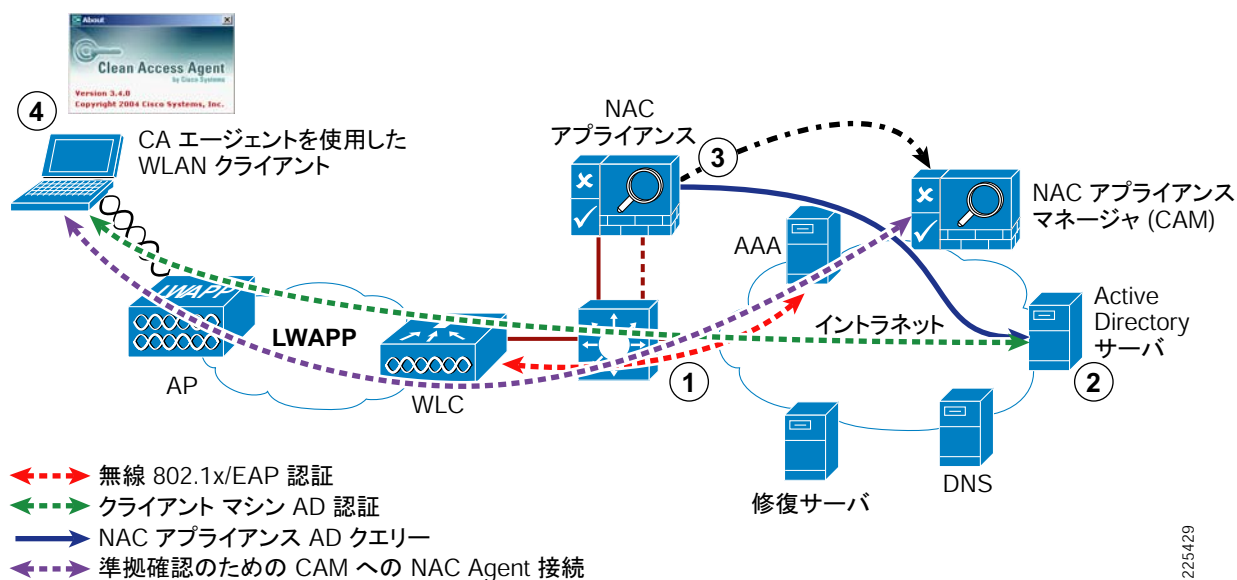 About
Clean Access Agent
by Cisco Systems
Version 3.4.0
Copyright 2004 Cisco Systems, Inc.
4
CA エージェントを使用した
WLAN クライアント
NAC
アプライアンス
3
NAC アプライアンス
マネージャ (CAM)
AAA
LWAPP
LWAPP
イントラネット
Active
Directory
サーバ
AP
WLC
1
2
修復サーバ
DNS
無線 802.1x/EAP 認証
クライアント マシン AD 認証
NAC アプライアンス AD クエリー
準拠確認のための CAM への NAC Agent 接続
225429